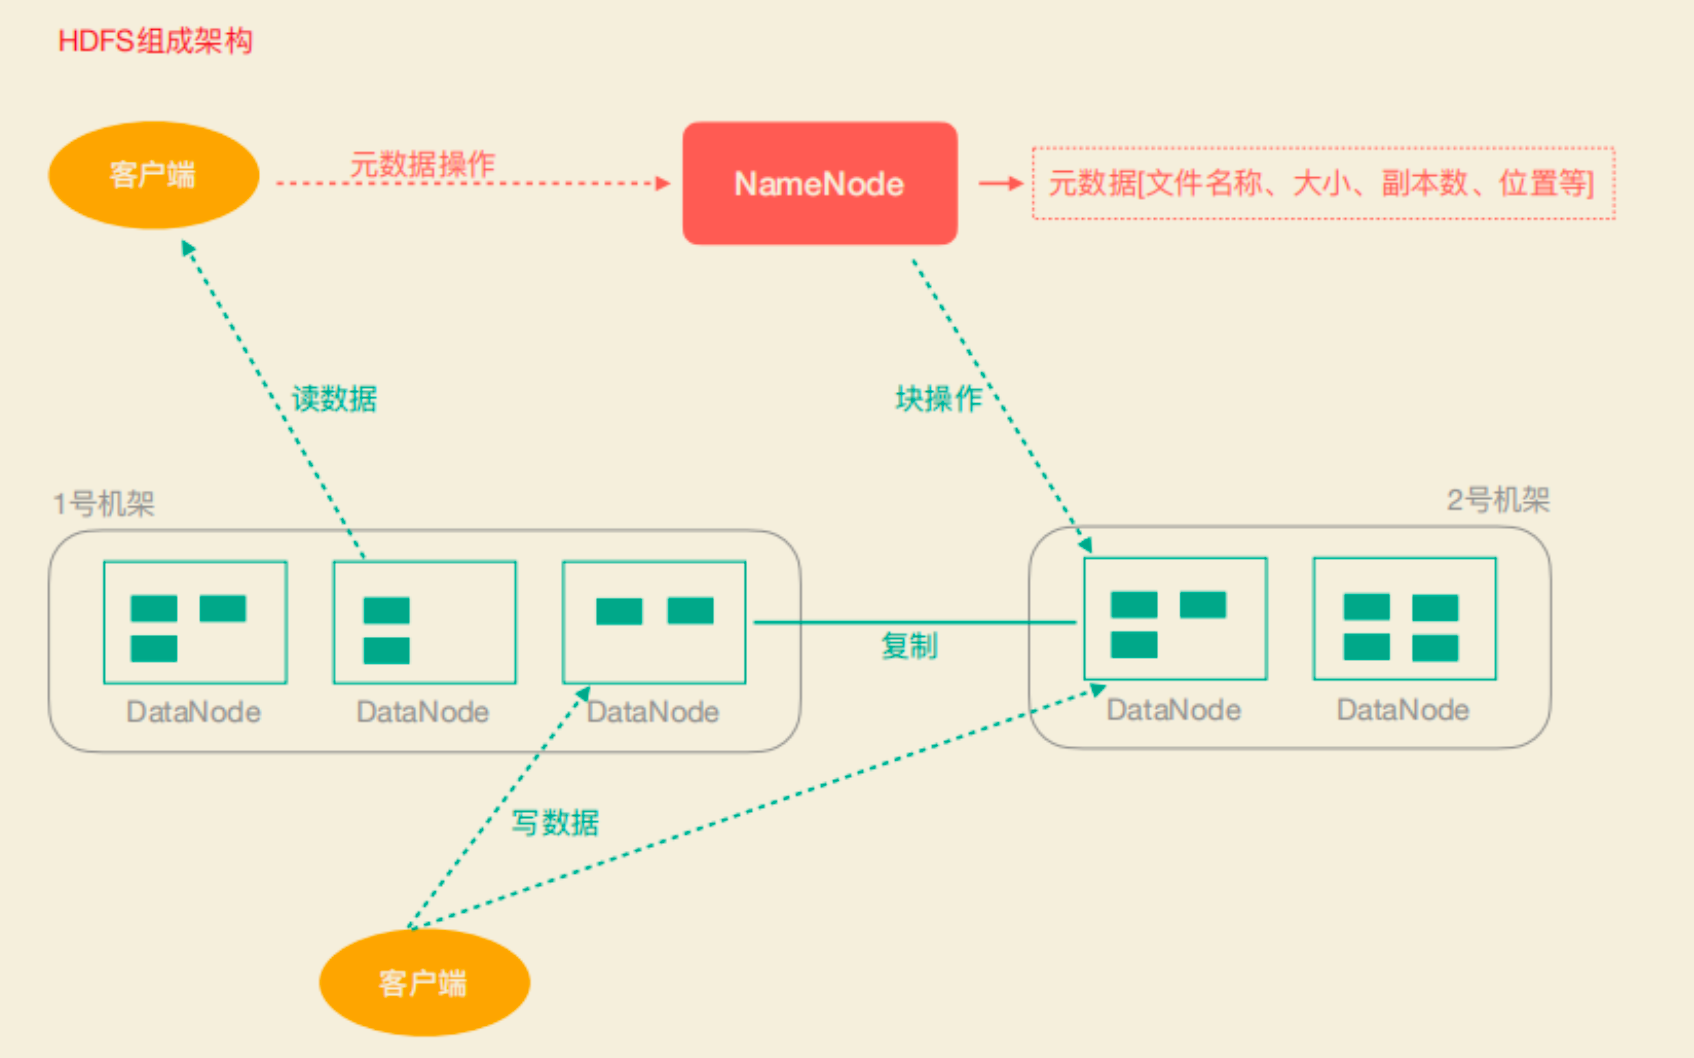 HDFS组成架构
客户端
元数据操作
NameNode
元数据[文件名称、大小、副本数、位置等]
读数据
块操作
1号机架
2号机架
复制
DataNode
DataNode
DataNode
DataNode
DataNode
写数据
客户端